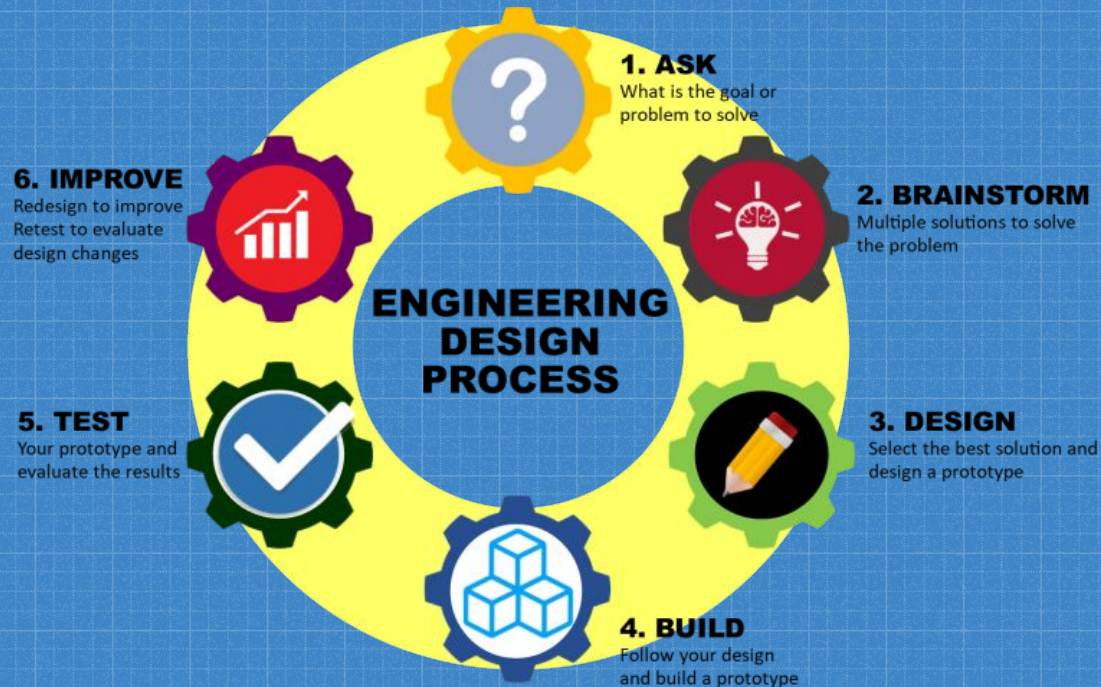 ENGINEERING
DESIGN
PROCESS
1. ASK
What is the goal or
problem to solve
2. BRAINSTORM
Multiple solutions to solve
the problem
3. DESIGN
Select the best solution and
design a prototype
4. BUILD
Follow your design
and build a prototype
5. TEST
Your prototype and
evaluate the results
6. IMPROVE
Redesign to improve
Retest to evaluate
design changes